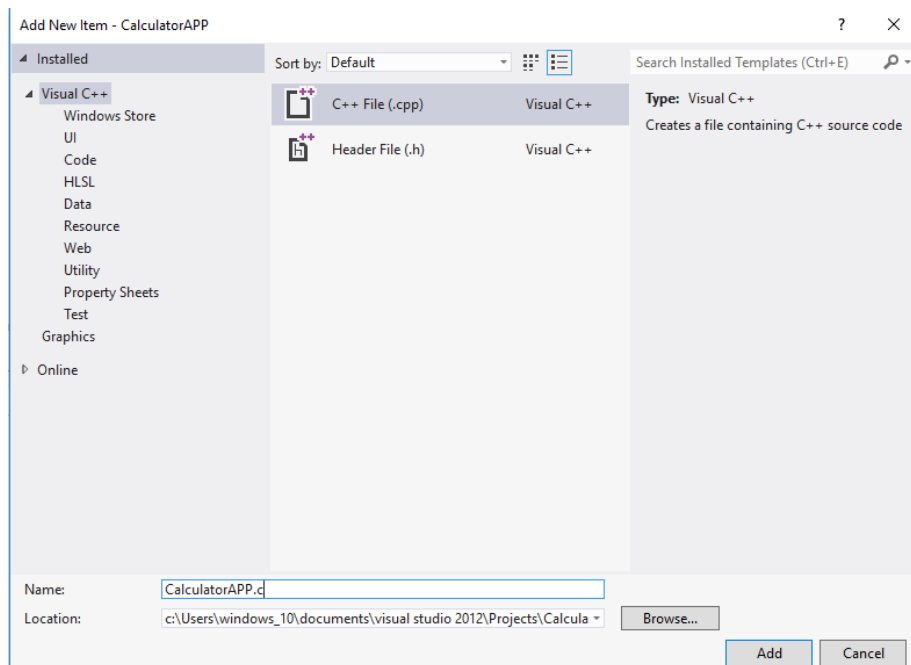 Add New Item - CalculatorAPP
? ×
Installed
Sort by: Default
Search Installed Templates (Ctrl+E)
Visual C++
Windows Store
UI
Code
HLSL
Data
Resource
Web
Utility
Property Sheets
Test
Graphics
Online
C++ File (.cpp) Visual C++
Header File (.h) Visual C++
Type: Visual C++
Creates a file containing C++ source code
Name: CalculatorAPP.c
Location: c:\Users\windows_10\documents\visual studio 2012\Projects\Calcula
Browse...
Add Cancel